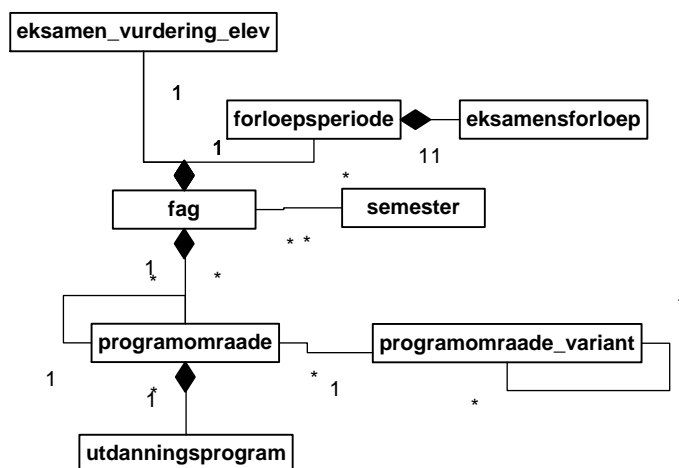 eksamen_vurdering_elev
1
forloepsperiode
eksamensforloep
1
11
*
fag
semester
* *
1
*
*
programomraade
programomraade_variant
1
*
1
*
*
1
utdanningsprogram